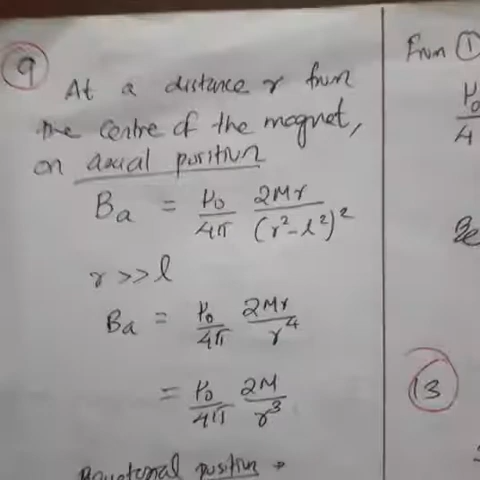 9
At a distance r from
the centre of the magnet,
on axial position
Ba = μ0/4π 2Mr/(r²-l²)²
r >> l
Ba = μ0/4π 2Mr/r⁴
= μ0/4π 2M/r³
Equatorial position →
From 1
μ0/4
Be
13